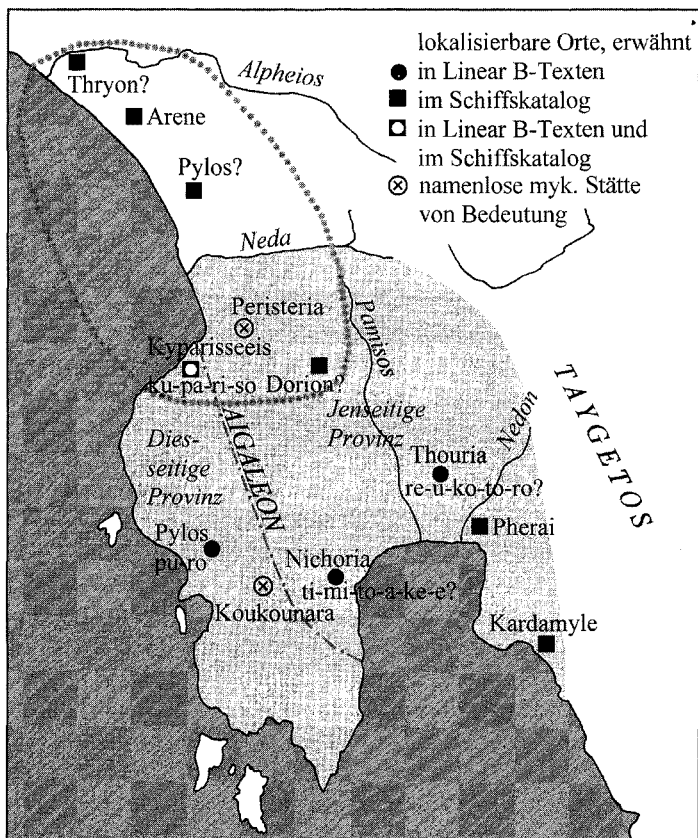 lokalisierbare Orte, erwähnt
in Linear B-Texten
im Schiffskatalog
in Linear B-Texten und
im Schiffskatalog
namenlose myk. Stätte
von Bedeutung
Thryon?
Alpheios
Arene
Pylos?
Neda
Peristeria
Pamisos
Kyparisseeis
ku-pa-ri-so
Dorion?
Jenseitige
Provinz
Nedon
TAYGETOS
AIGALEON
Dies-
seitige
Provinz
Thouria
re-u-ko-to-ro?
Pherai
Pylos
pu-ro
Nichoria
ti-mi-to-a-ke-e?
Koukounara
Kardamyle